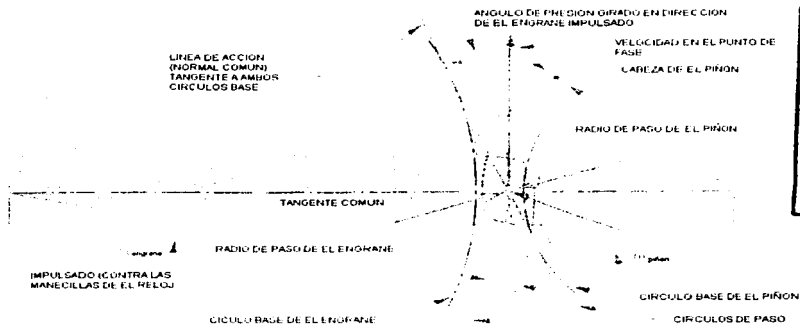 ANGULO DE PRESION GIRADO EN DIRECCION
DE EL ENGRANE IMPULSADO
VELOCIDAD EN EL PUNTO DE
FASE
CABEZA DE EL PIÑON
LINEA DE ACCION
(NORMAL COMUN)
TANGENTE A AMBOS
CIRCULOS BASE
RADIO DE PASO DE EL PIÑON
TANGENTE COMUN
RADIO DE PASO DE EL ENGRANE
engrane
piñon
IMPULSADO (CONTRA LAS
MANECILLAS DE EL RELOJ
CICULO BASE DE EL ENGRANE
CIRCULO BASE DE EL PIÑON
CIRCULOS DE PASO